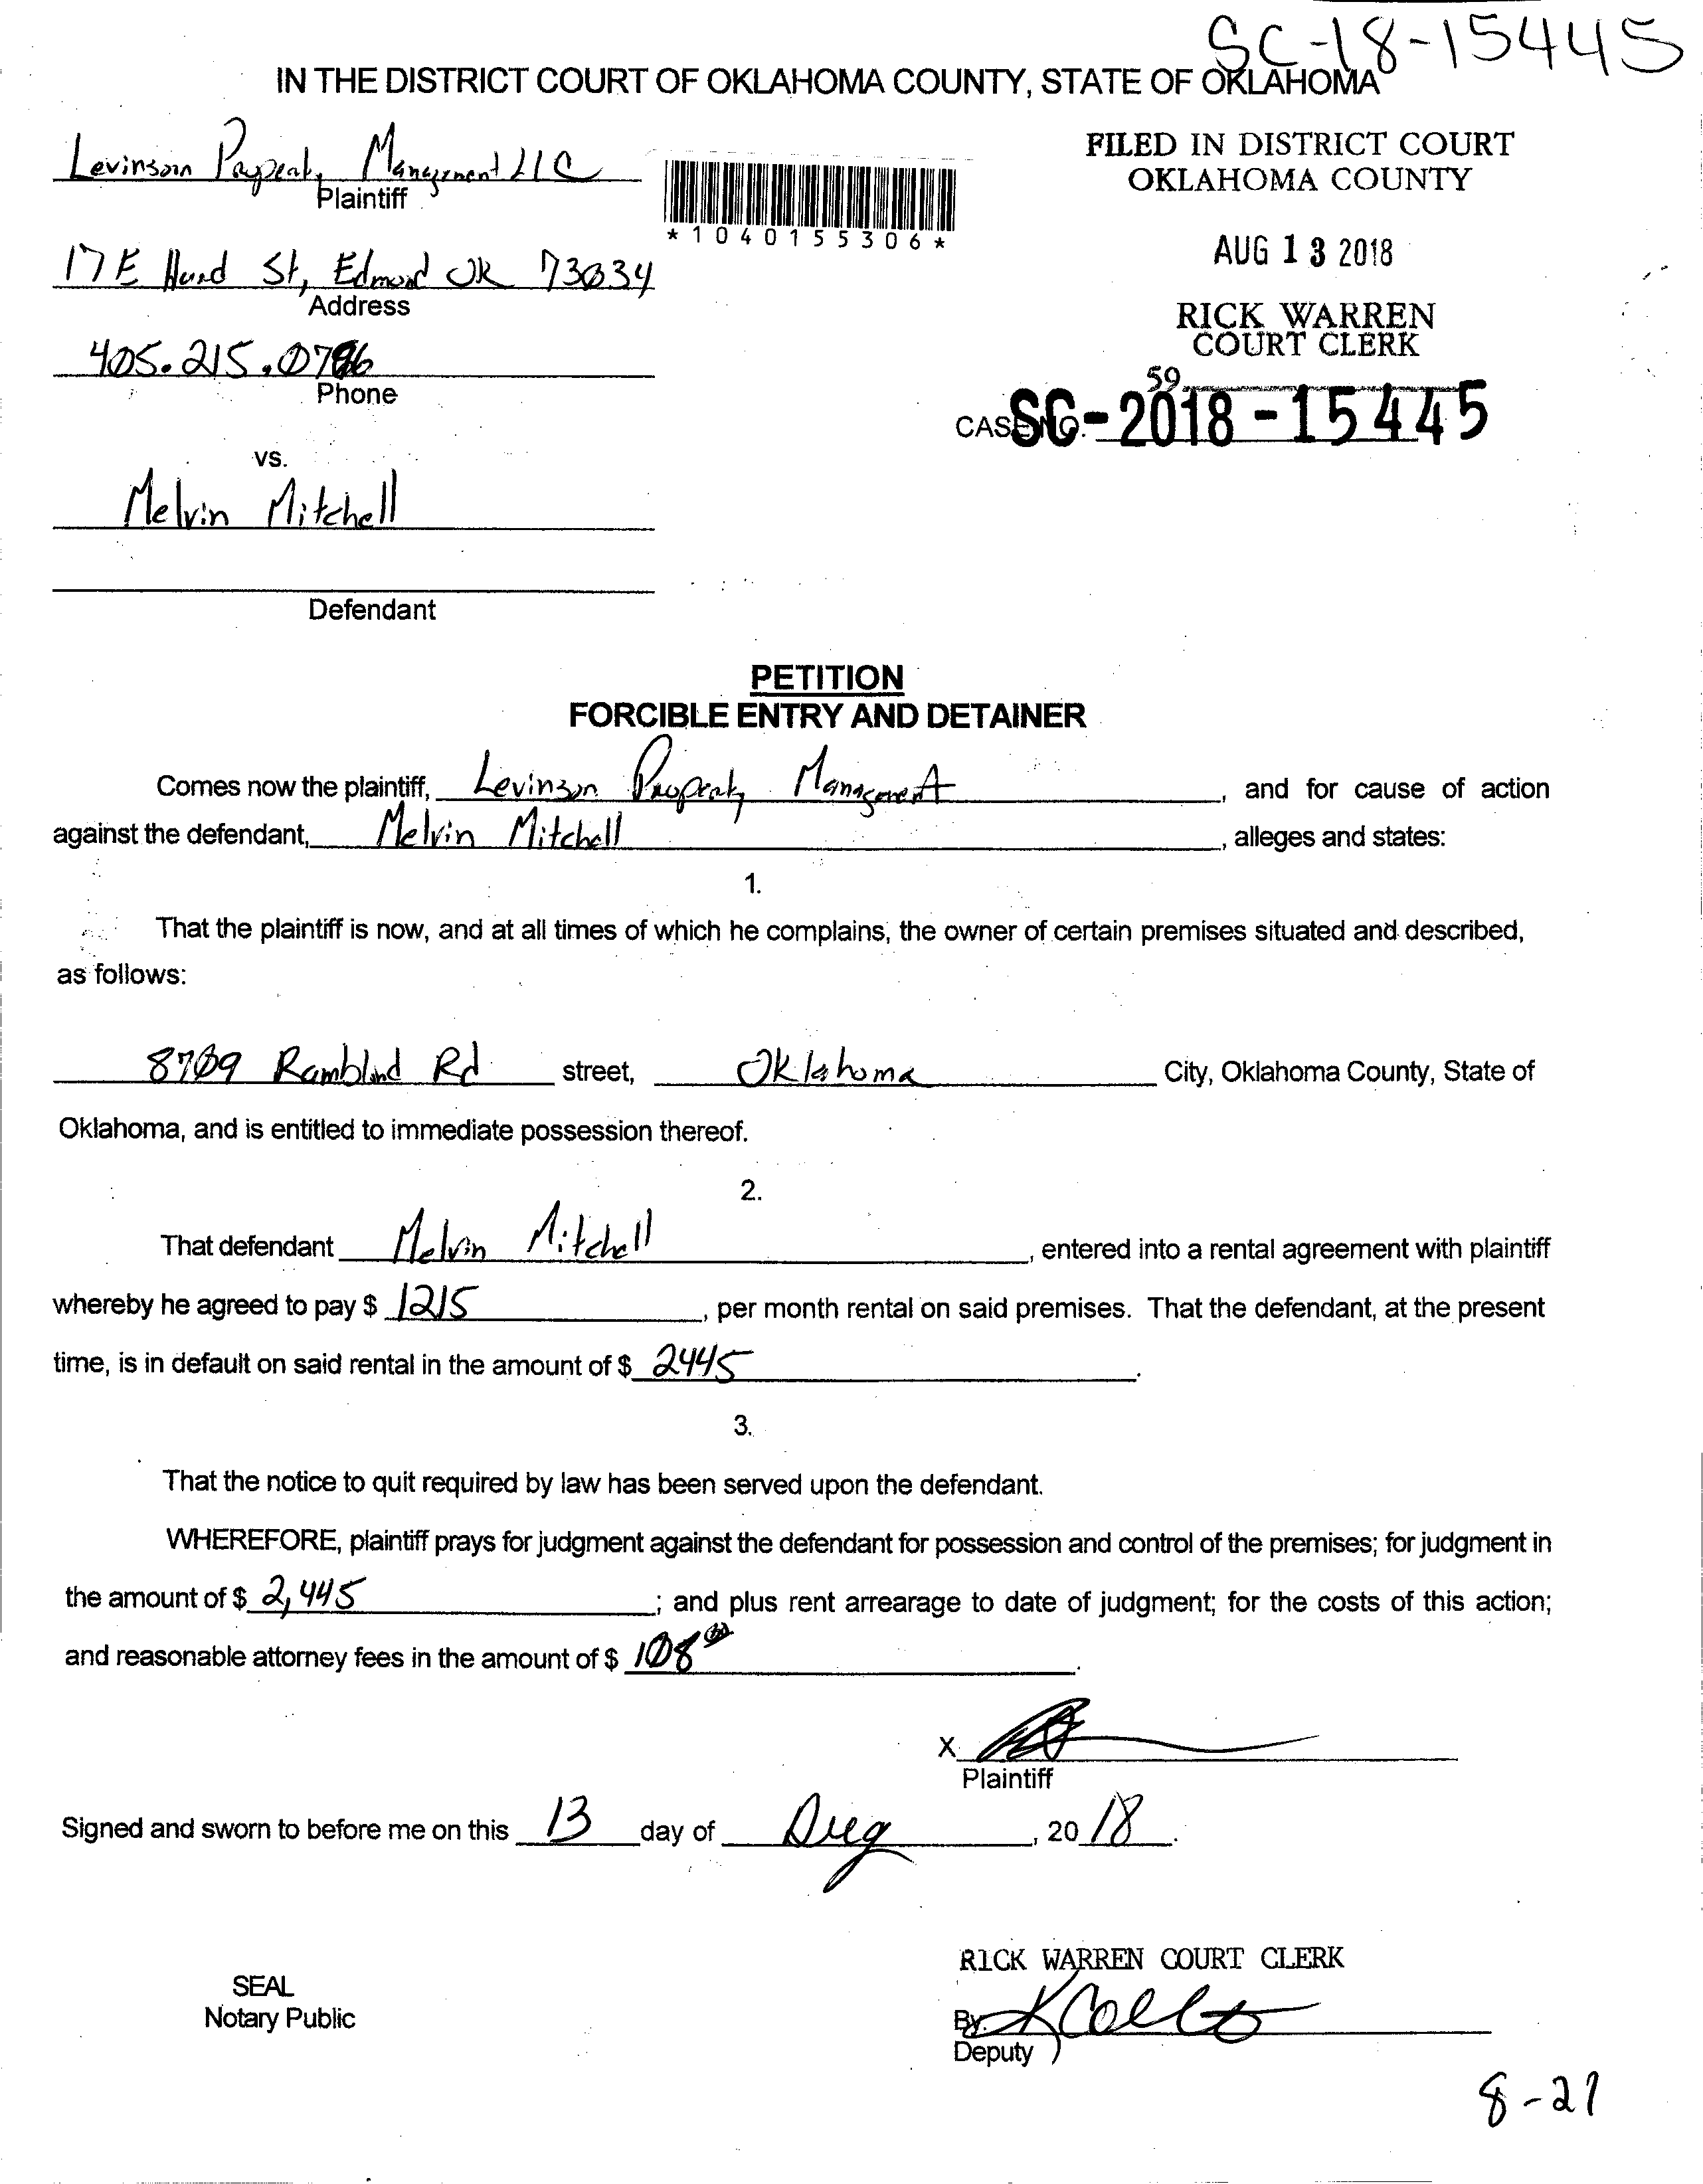 SC-18-15445
IN THE DISTRICT COURT OF OKLAHOMA COUNTY, STATE OF OKLAHOMA
Levinson Property Management LLC
Plaintiff
17 E Hurd St, Edmond OK 73034
Address
405.215.0786
Phone
*1040155306*
FILED IN DISTRICT COURT
OKLAHOMA COUNTY
AUG 13 2018
RICK WARREN
COURT CLERK
59
CASE NO. SC-2018-15445
vs.
Melvin Mitchell
Defendant
PETITION
FORCIBLE ENTRY AND DETAINER
Comes now the plaintiff, Levinson Property Management, and for cause of action
against the defendant, Melvin Mitchell, alleges and states:
1.
That the plaintiff is now, and at all times of which he complains, the owner of certain premises situated and described,
as follows:
8709 Rambland Rd street, Oklahoma City, Oklahoma County, State of
Oklahoma, and is entitled to immediate possession thereof.
2.
That defendant Melvin Mitchell, entered into a rental agreement with plaintiff
whereby he agreed to pay $ 1215, per month rental on said premises. That the defendant, at the present
time, is in default on said rental in the amount of $ 2445.
3.
That the notice to quit required by law has been served upon the defendant.
WHEREFORE, plaintiff prays for judgment against the defendant for possession and control of the premises; for judgment in
the amount of $ 2,445; and plus rent arrearage to date of judgment; for the costs of this action;
and reasonable attorney fees in the amount of $ 108 00.
X
Plaintiff
Signed and sworn to before me on this 13 day of Aug, 20 18.
RICK WARREN COURT CLERK
SEAL
Notary Public
By:
Deputy
8-27